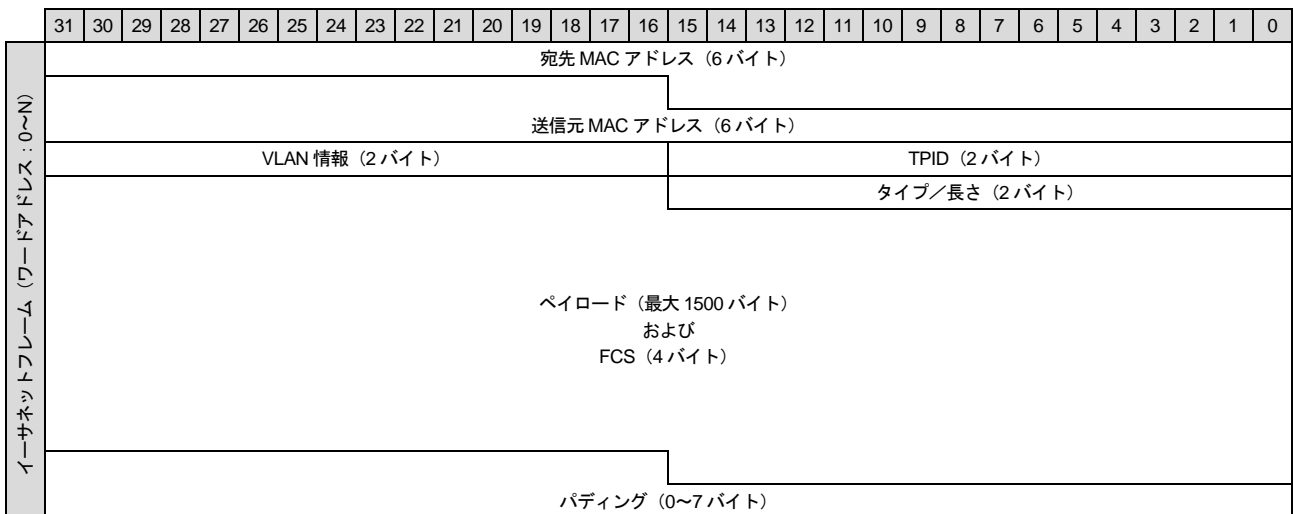 31 30 29 28 27 26 25 24 23 22 21 20 19 18 17 16 15 14 13 12 11 10 9 8 7 6 5 4 3 2 1 0
イーサネットフレーム（ワードアドレス：0～N）
宛先 MAC アドレス（6 バイト）
送信元 MAC アドレス（6 バイト）
VLAN 情報（2 バイト） TPID（2 バイト）
タイプ／長さ（2 バイト）
ペイロード（最大 1500 バイト）
および
FCS（4 バイト）
パディング（0～7 バイト）